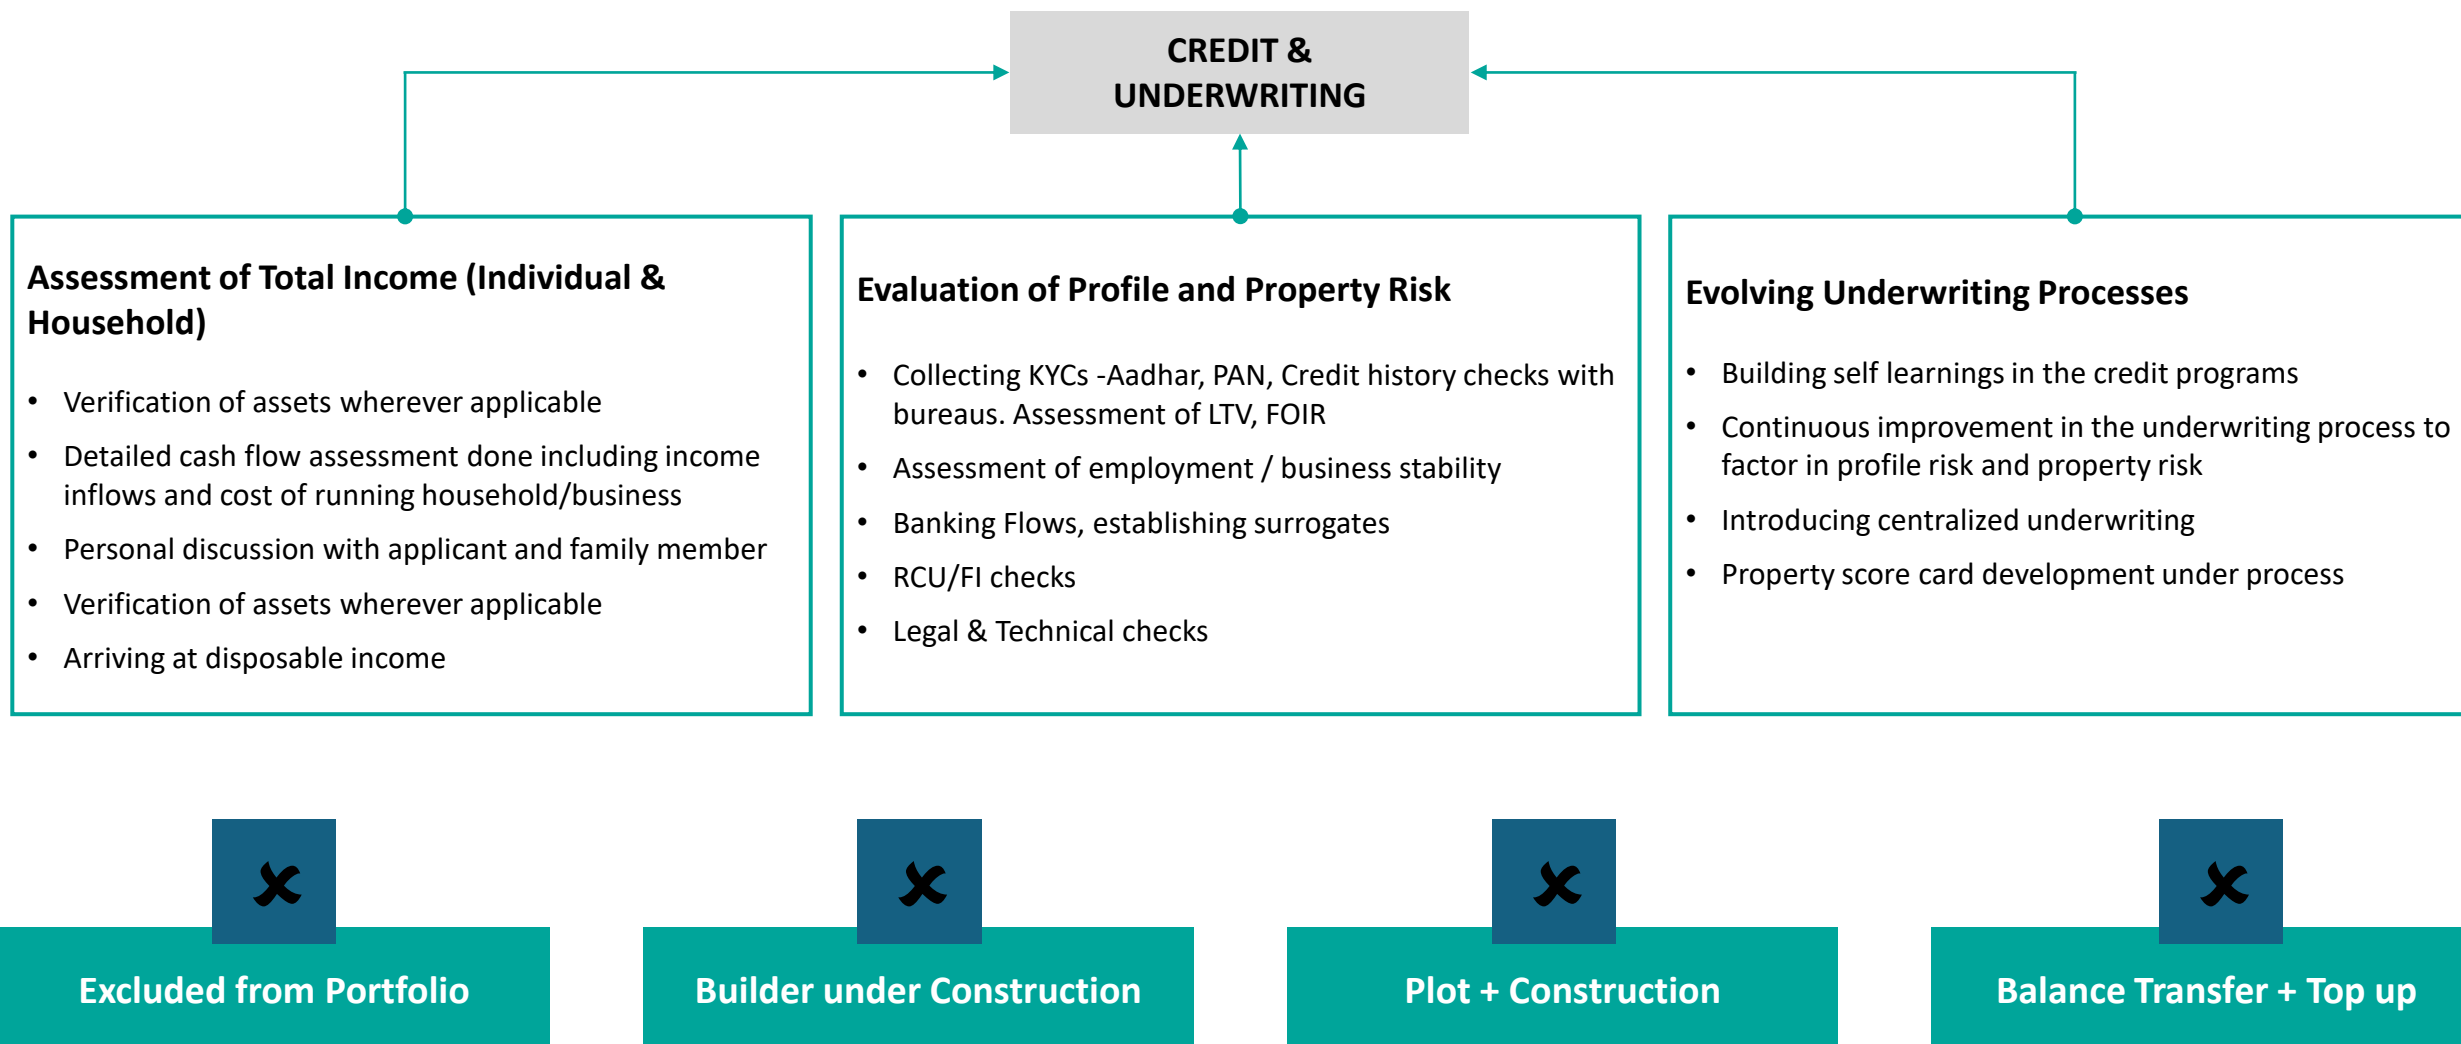 CREDIT &
UNDERWRITING
Assessment of Total Income (Individual &
Household)
• Verification of assets wherever applicable
• Detailed cash flow assessment done including income
inflows and cost of running household/business
• Personal discussion with applicant and family member
• Verification of assets wherever applicable
• Arriving at disposable income
Evaluation of Profile and Property Risk
• Collecting KYCs -Aadhar, PAN, Credit history checks with
bureaus. Assessment of LTV, FOIR
• Assessment of employment / business stability
• Banking Flows, establishing surrogates
• RCU/FI checks
• Legal & Technical checks
Evolving Underwriting Processes
• Building self learnings in the credit programs
• Continuous improvement in the underwriting process to
factor in profile risk and property risk
• Introducing centralized underwriting
• Property score card development under process
Excluded from Portfolio
Builder under Construction
Plot + Construction
Balance Transfer + Top up